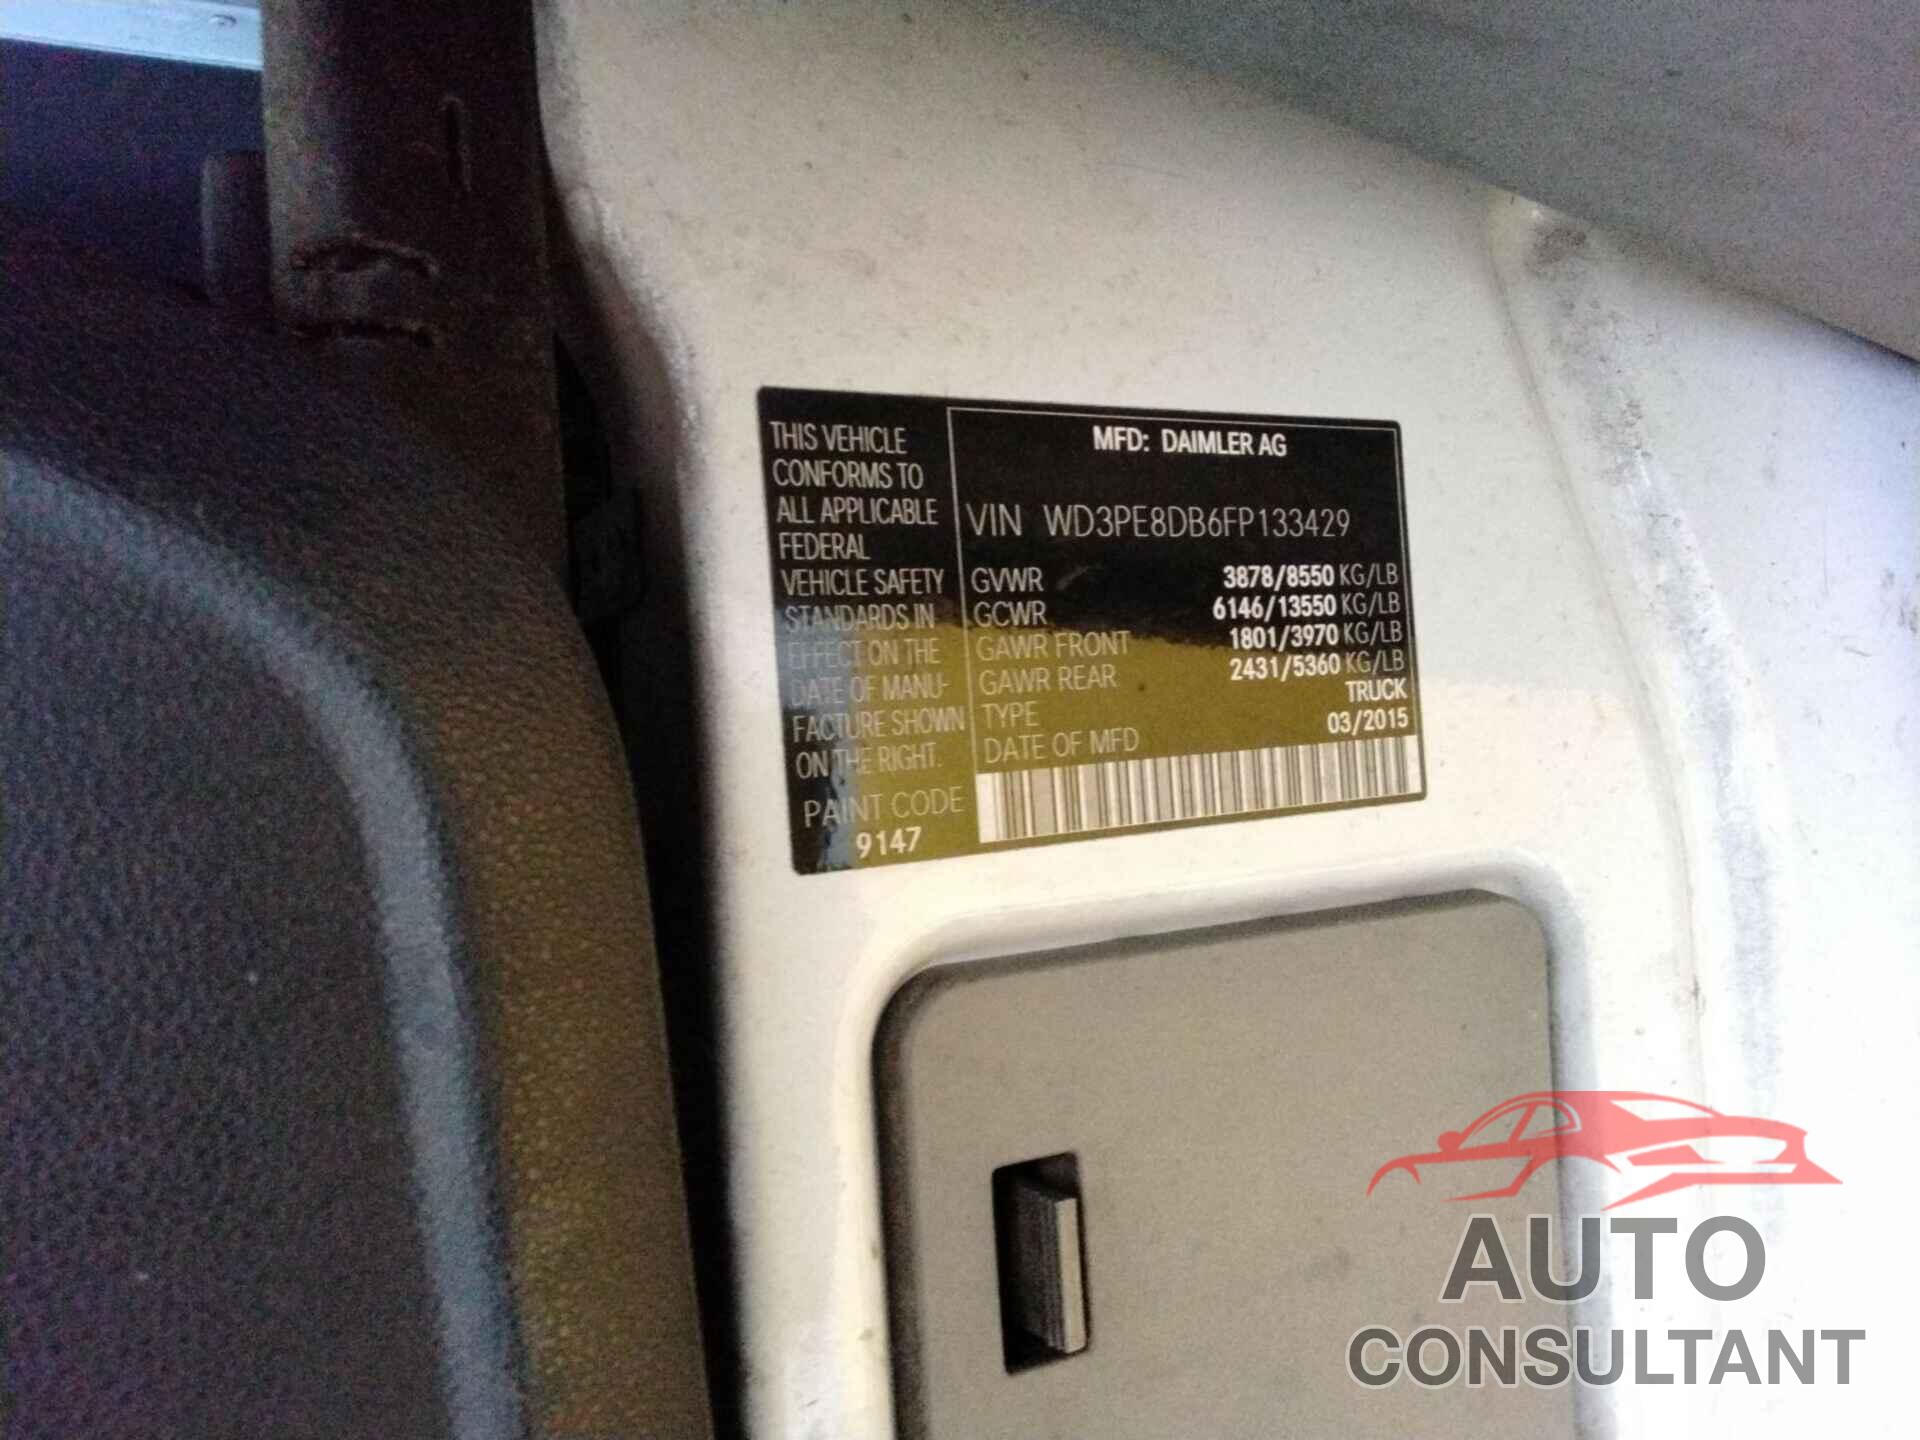 THIS VEHICLE
CONFORMS TO
ALL APPLICABLE
FEDERAL
VEHICLE SAFETY
STANDARDS IN
EFFECT ON THE
DATE OF MANU-
FACTURE SHOWN
ON THE RIGHT.
PAINT CODE
9147
MFD: DAIMLER AG
VIN WD3PE8DB6FP133429
GVWR 3878/8550 KG/LB
GCWR 6146/13550 KG/LB
GAWR FRONT 1801/3970 KG/LB
GAWR REAR 2431/5360 KG/LB
TYPE TRUCK
DATE OF MFD 03/2015
AUTO
CONSULTANT